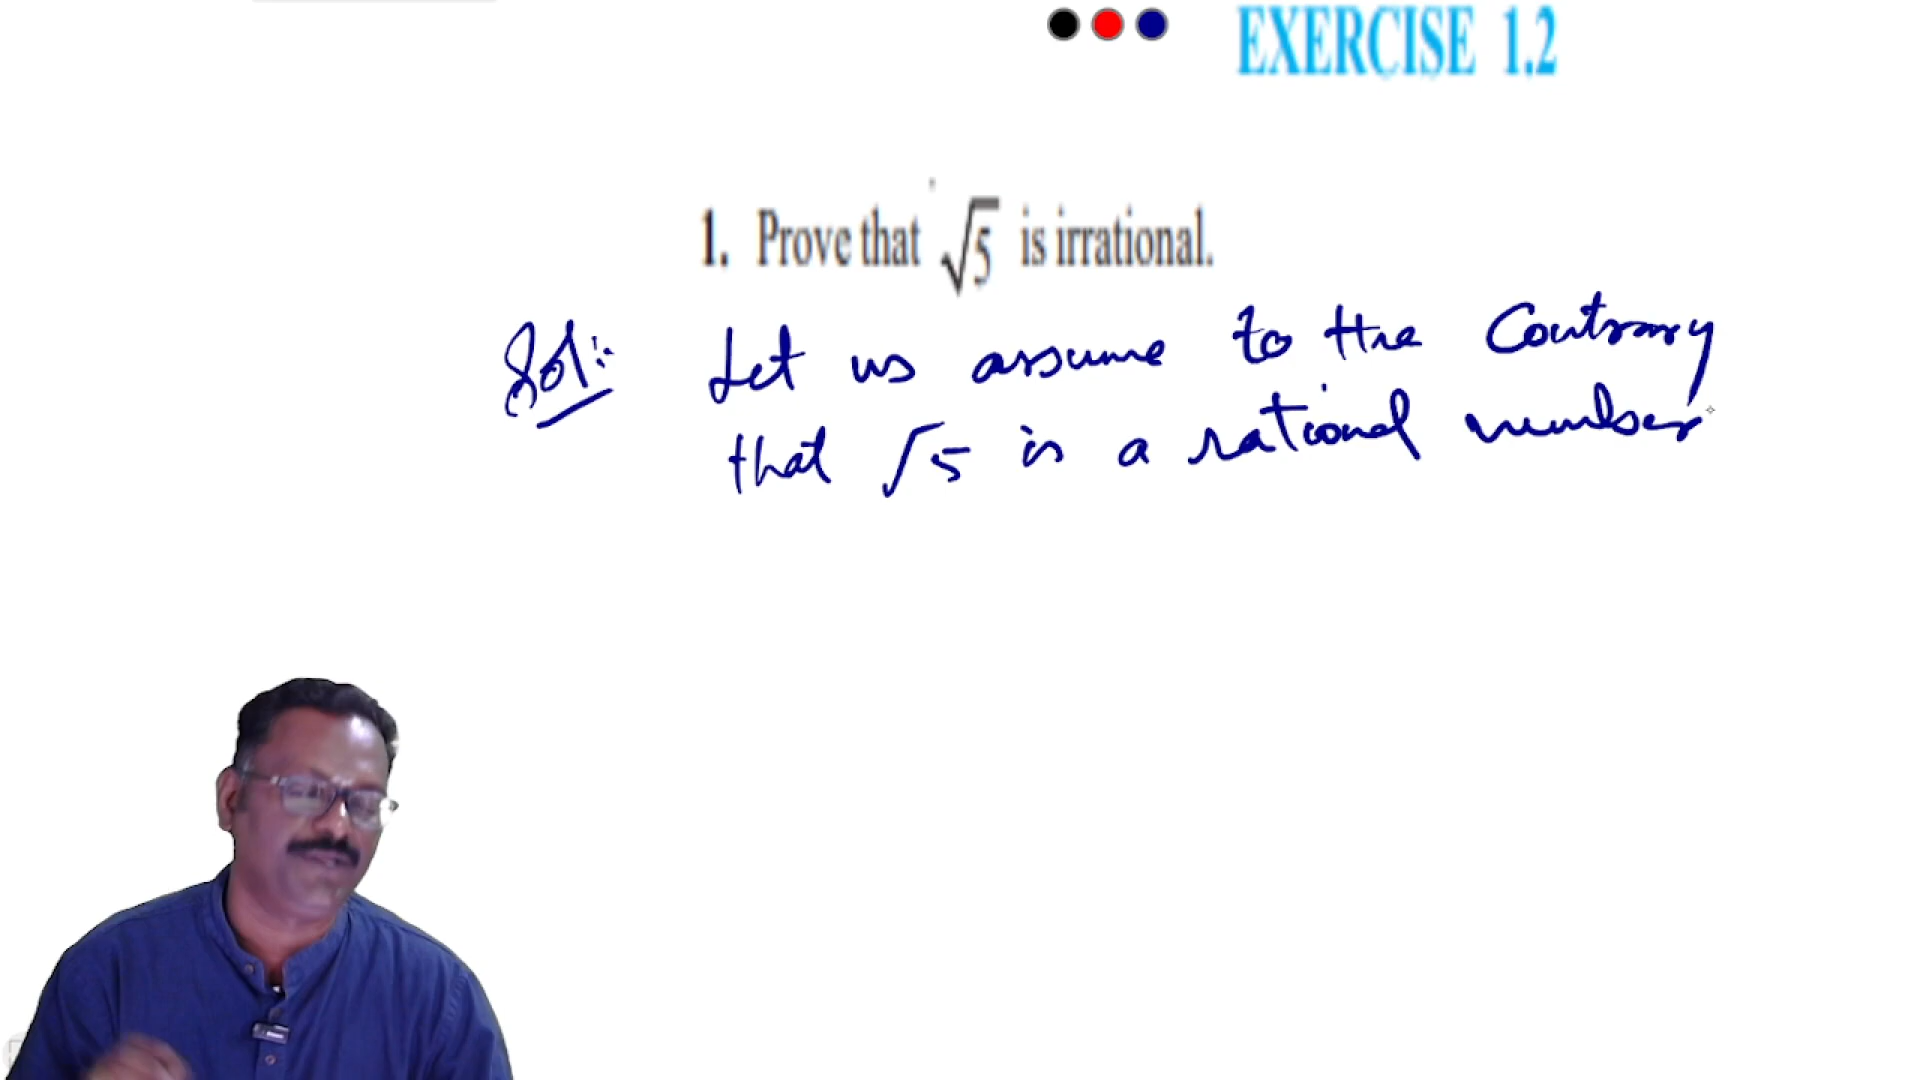 EXERCISE 1.2
1. Prove that √5 is irrational.
Sol: Let us assume to the Contrary
that √5 is a rational number